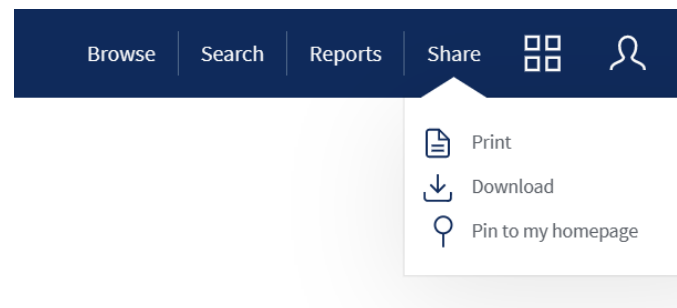 Browse
Search
Reports
Share
Print
Download
Pin to my homepage